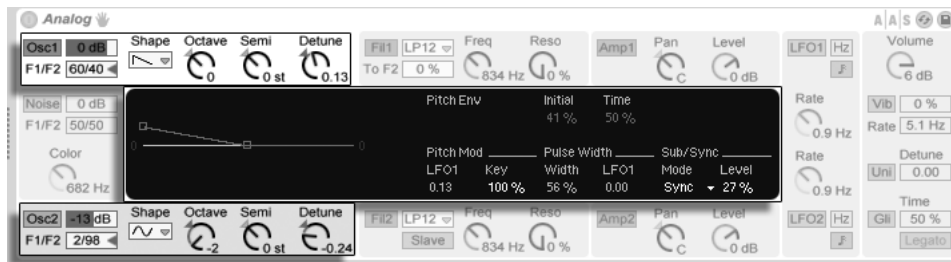 Analog A|A|S
Osc1 0 dB Shape Octave Semi Detune Fil1 LP12 Freq Reso Amp1 Pan Level LFO1 Hz Volume
F1/F2 60/40 0 0 st 0.13 To F2 0 % 834 Hz 0 % C 0 dB -6 dB
Noise 0 dB Pitch Env Initial Time Rate Vib 0 %
F1/F2 50/50 41 % 50 % 0.9 Hz Rate 5.1 Hz
0 0
Color Pitch Mod Pulse Width Sub/Sync Rate Detune
LFO1 Key Width LFO1 Mode Level Uni 0.00
682 Hz 0.13 100 % 56 % 0.00 Sync 27 % 0.9 Hz
Time
Osc2 -13 dB Shape Octave Semi Detune Fil2 LP12 Freq Reso Amp2 Pan Level LFO2 Hz Gli 50 %
F1/F2 2/98 -2 0 st -0.24 Slave 834 Hz 0 % C 0 dB Legato